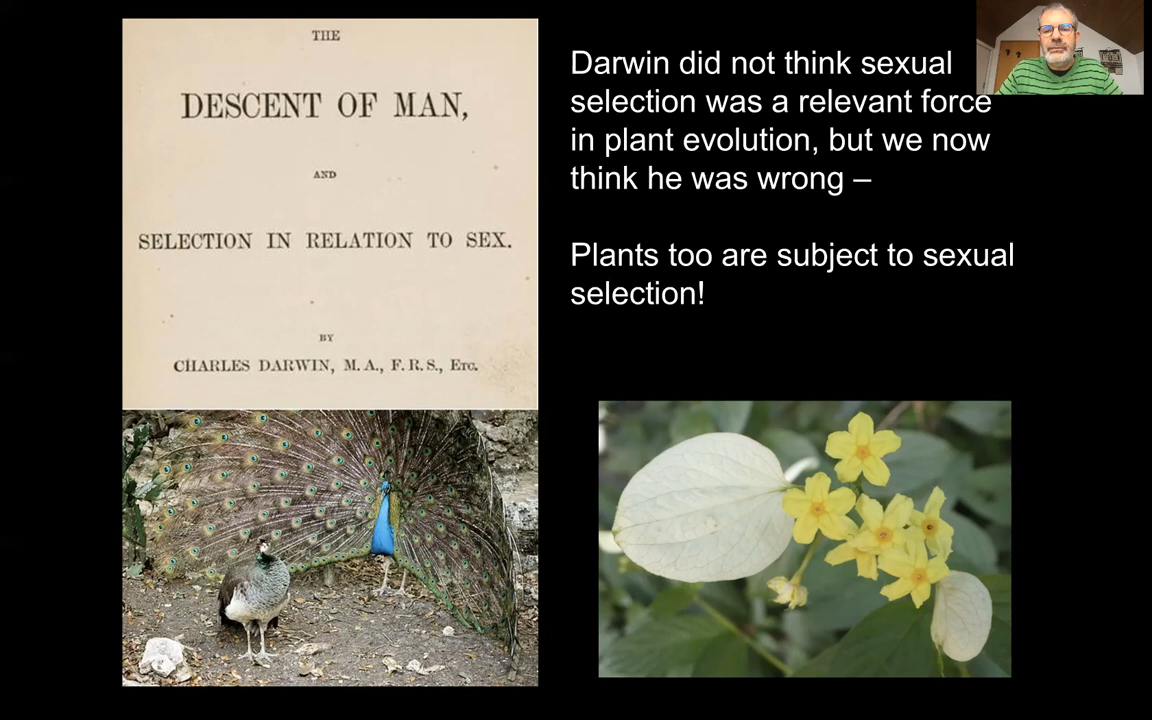 THE
DESCENT OF MAN,
AND
SELECTION IN RELATION TO SEX.
BY
CHARLES DARWIN, M.A., F.R.S., Etc.
Darwin did not think sexual
selection was a relevant force
in plant evolution, but we now
think he was wrong –
Plants too are subject to sexual
selection!